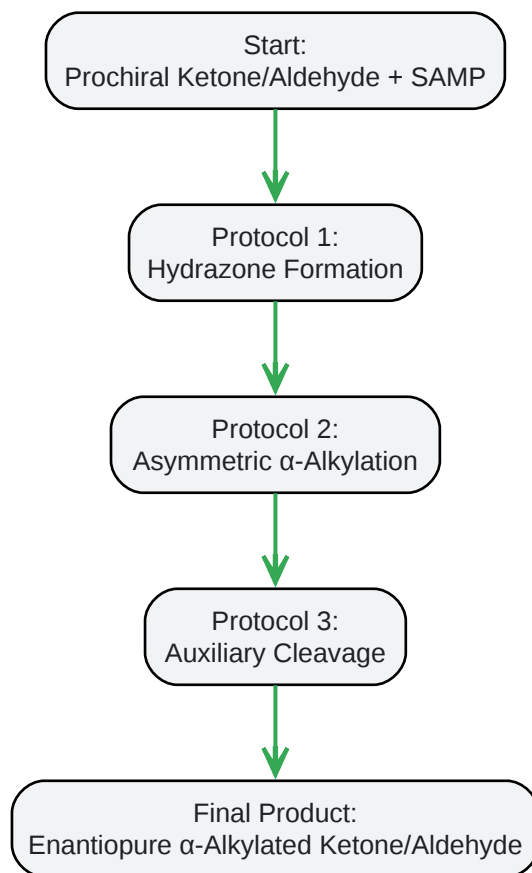 Start:
Prochiral Ketone/Aldehyde + SAMP
Protocol 1:
Hydrazone Formation
Protocol 2:
Asymmetric α-Alkylation
Protocol 3:
Auxiliary Cleavage
Final Product:
Enantiopure α-Alkylated Ketone/Aldehyde